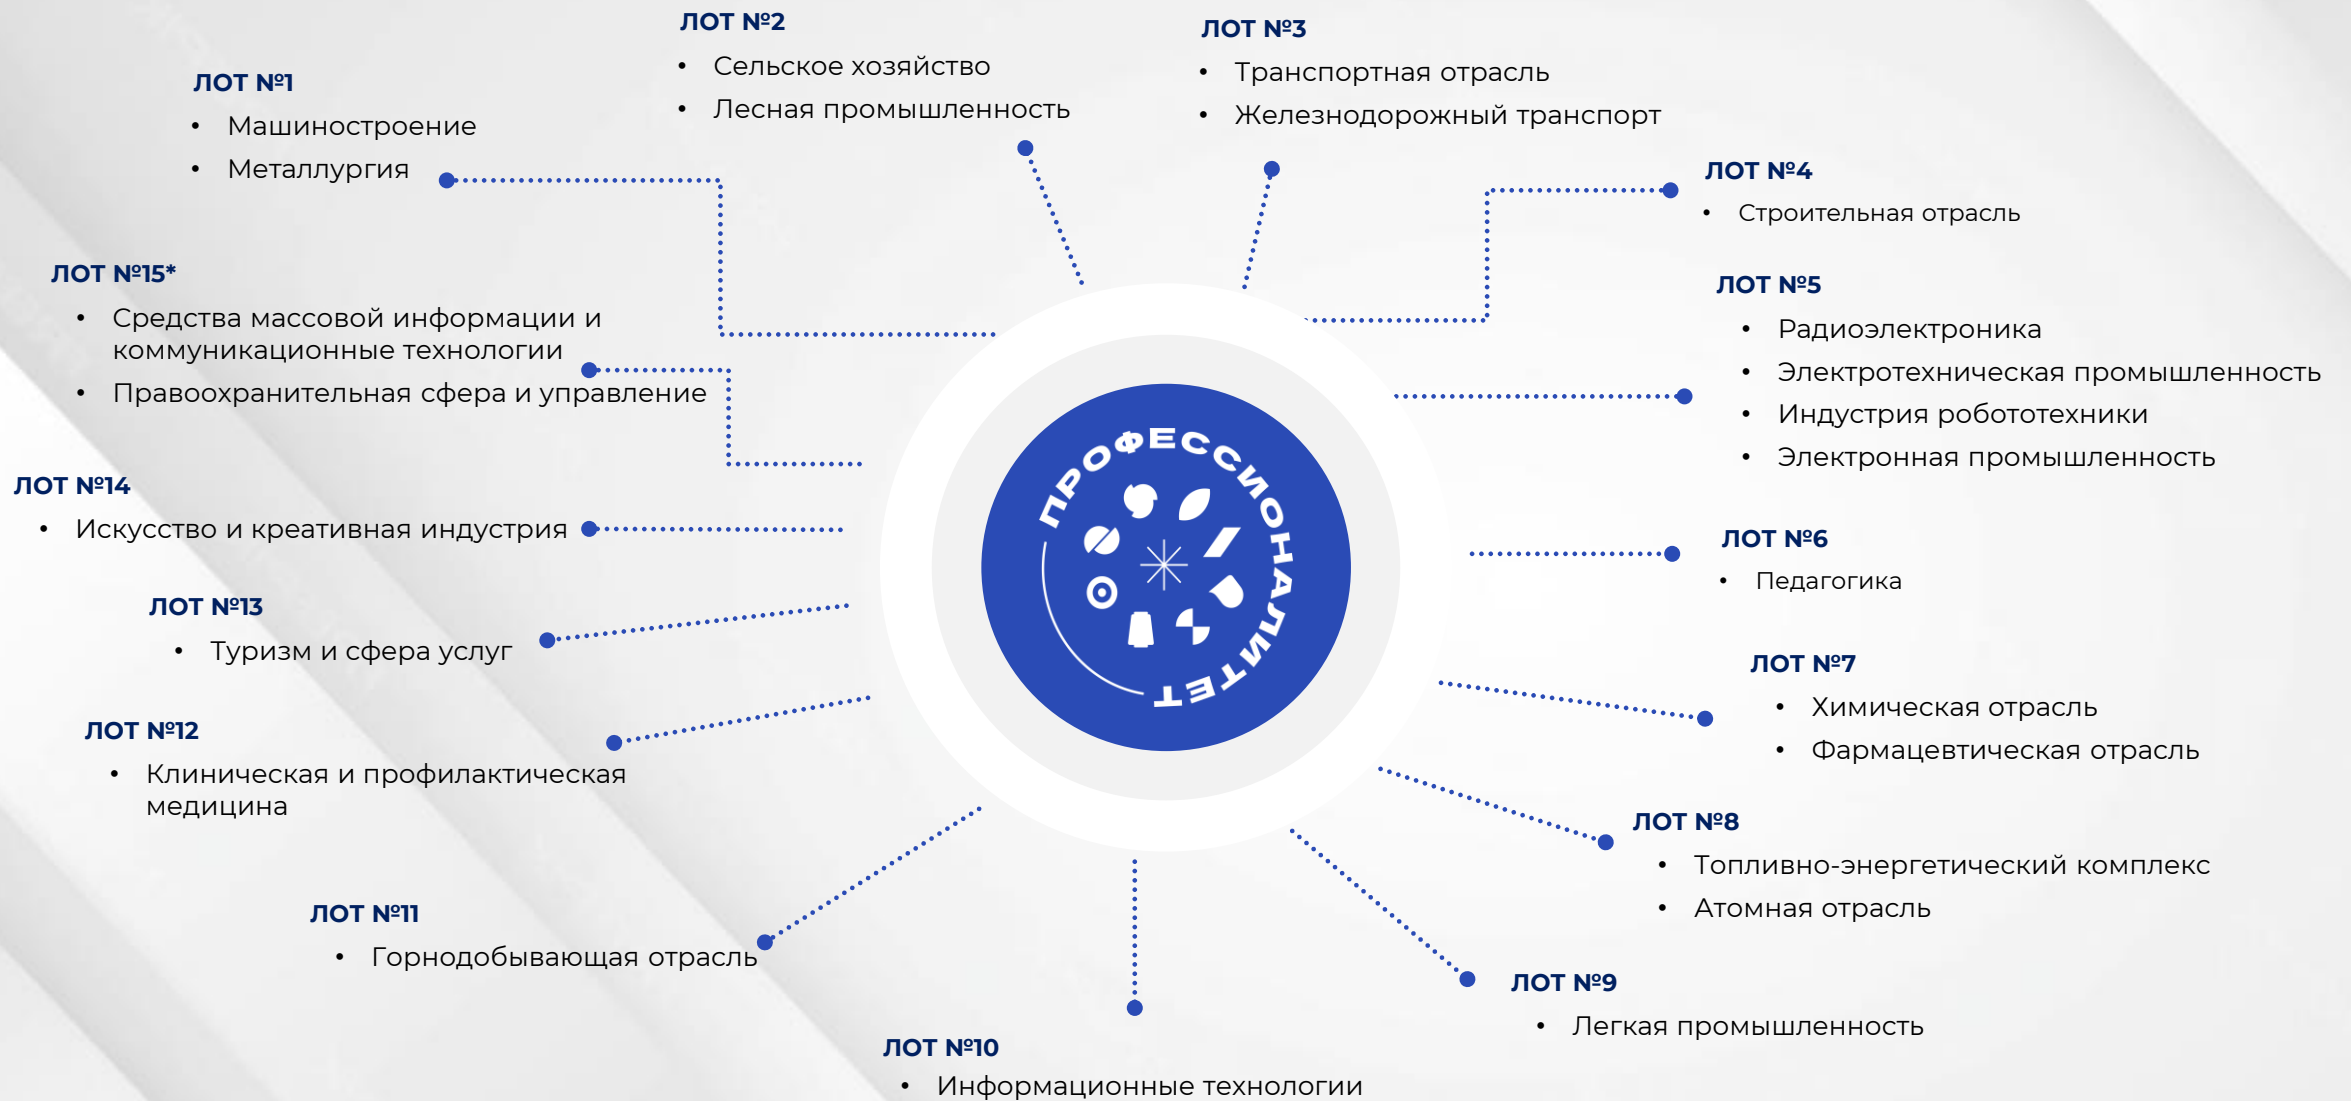 ЛОТ №1
• Машиностроение
• Металлургия
ЛОТ №2
• Сельское хозяйство
• Лесная промышленность
ЛОТ №3
• Транспортная отрасль
• Железнодорожный транспорт
ЛОТ №4
• Строительная отрасль
ЛОТ №5
• Радиоэлектроника
• Электротехническая промышленность
• Индустрия робототехники
• Электронная промышленность
ЛОТ №6
• Педагогика
ЛОТ №7
• Химическая отрасль
• Фармацевтическая отрасль
ЛОТ №8
• Топливно-энергетический комплекс
• Атомная отрасль
ЛОТ №9
• Легкая промышленность
ЛОТ №10
• Информационные технологии
ЛОТ №11
• Горнодобывающая отрасль
ЛОТ №12
• Клиническая и профилактическая
медицина
ЛОТ №13
• Туризм и сфера услуг
ЛОТ №14
• Искусство и креативная индустрия
ЛОТ №15*
• Средства массовой информации и
коммуникационные технологии
• Правоохранительная сфера и управление
ПРОФЕССИОНАЛИТЕТ